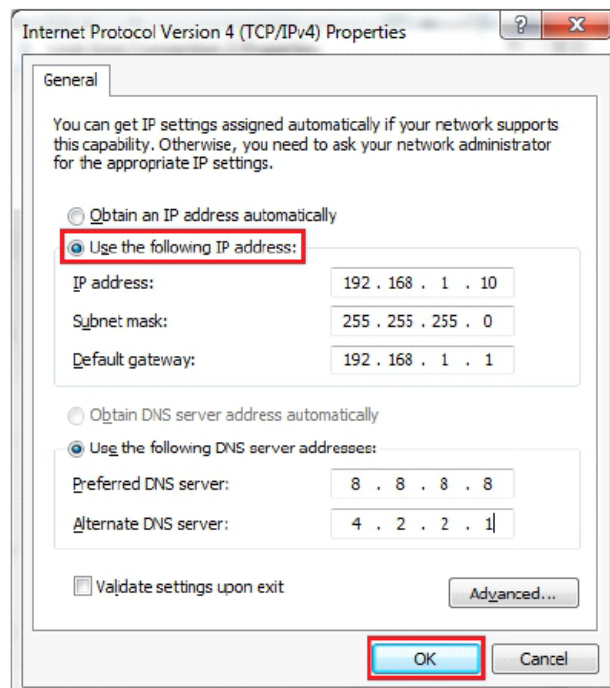 Internet Protocol Version 4 (TCP/IPv4) Properties
General
You can get IP settings assigned automatically if your network supports
this capability. Otherwise, you need to ask your network administrator
for the appropriate IP settings.
Obtain an IP address automatically
Use the following IP address:
IP address: 192 . 168 . 1 . 10
Subnet mask: 255 . 255 . 255 . 0
Default gateway: 192 . 168 . 1 . 1
Obtain DNS server address automatically
Use the following DNS server addresses:
Preferred DNS server: 8 . 8 . 8 . 8
Alternate DNS server: 4 . 2 . 2 . 1
Validate settings upon exit
Advanced...
OK Cancel